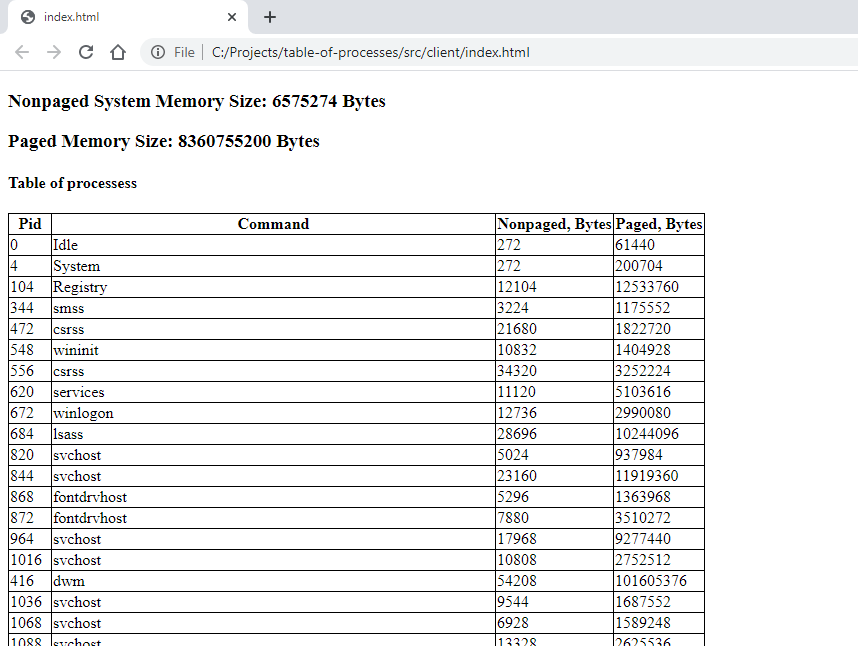 index.html
File C:/Projects/table-of-processes/src/client/index.html
Nonpaged System Memory Size: 6575274 Bytes
Paged Memory Size: 8360755200 Bytes
Table of processess
Pid Command Nonpaged, Bytes Paged, Bytes
0 Idle 272 61440
4 System 272 200704
104 Registry 12104 12533760
344 smss 3224 1175552
472 csrss 21680 1822720
548 wininit 10832 1404928
556 csrss 34320 3252224
620 services 11120 5103616
672 winlogon 12736 2990080
684 lsass 28696 10244096
820 svchost 5024 937984
844 svchost 23160 11919360
868 fontdrvhost 5296 1363968
872 fontdrvhost 7880 3510272
964 svchost 17968 9277440
1016 svchost 10808 2752512
416 dwm 54208 101605376
1036 svchost 9544 1687552
1068 svchost 6928 1589248
1088 svchost 13328 2625536